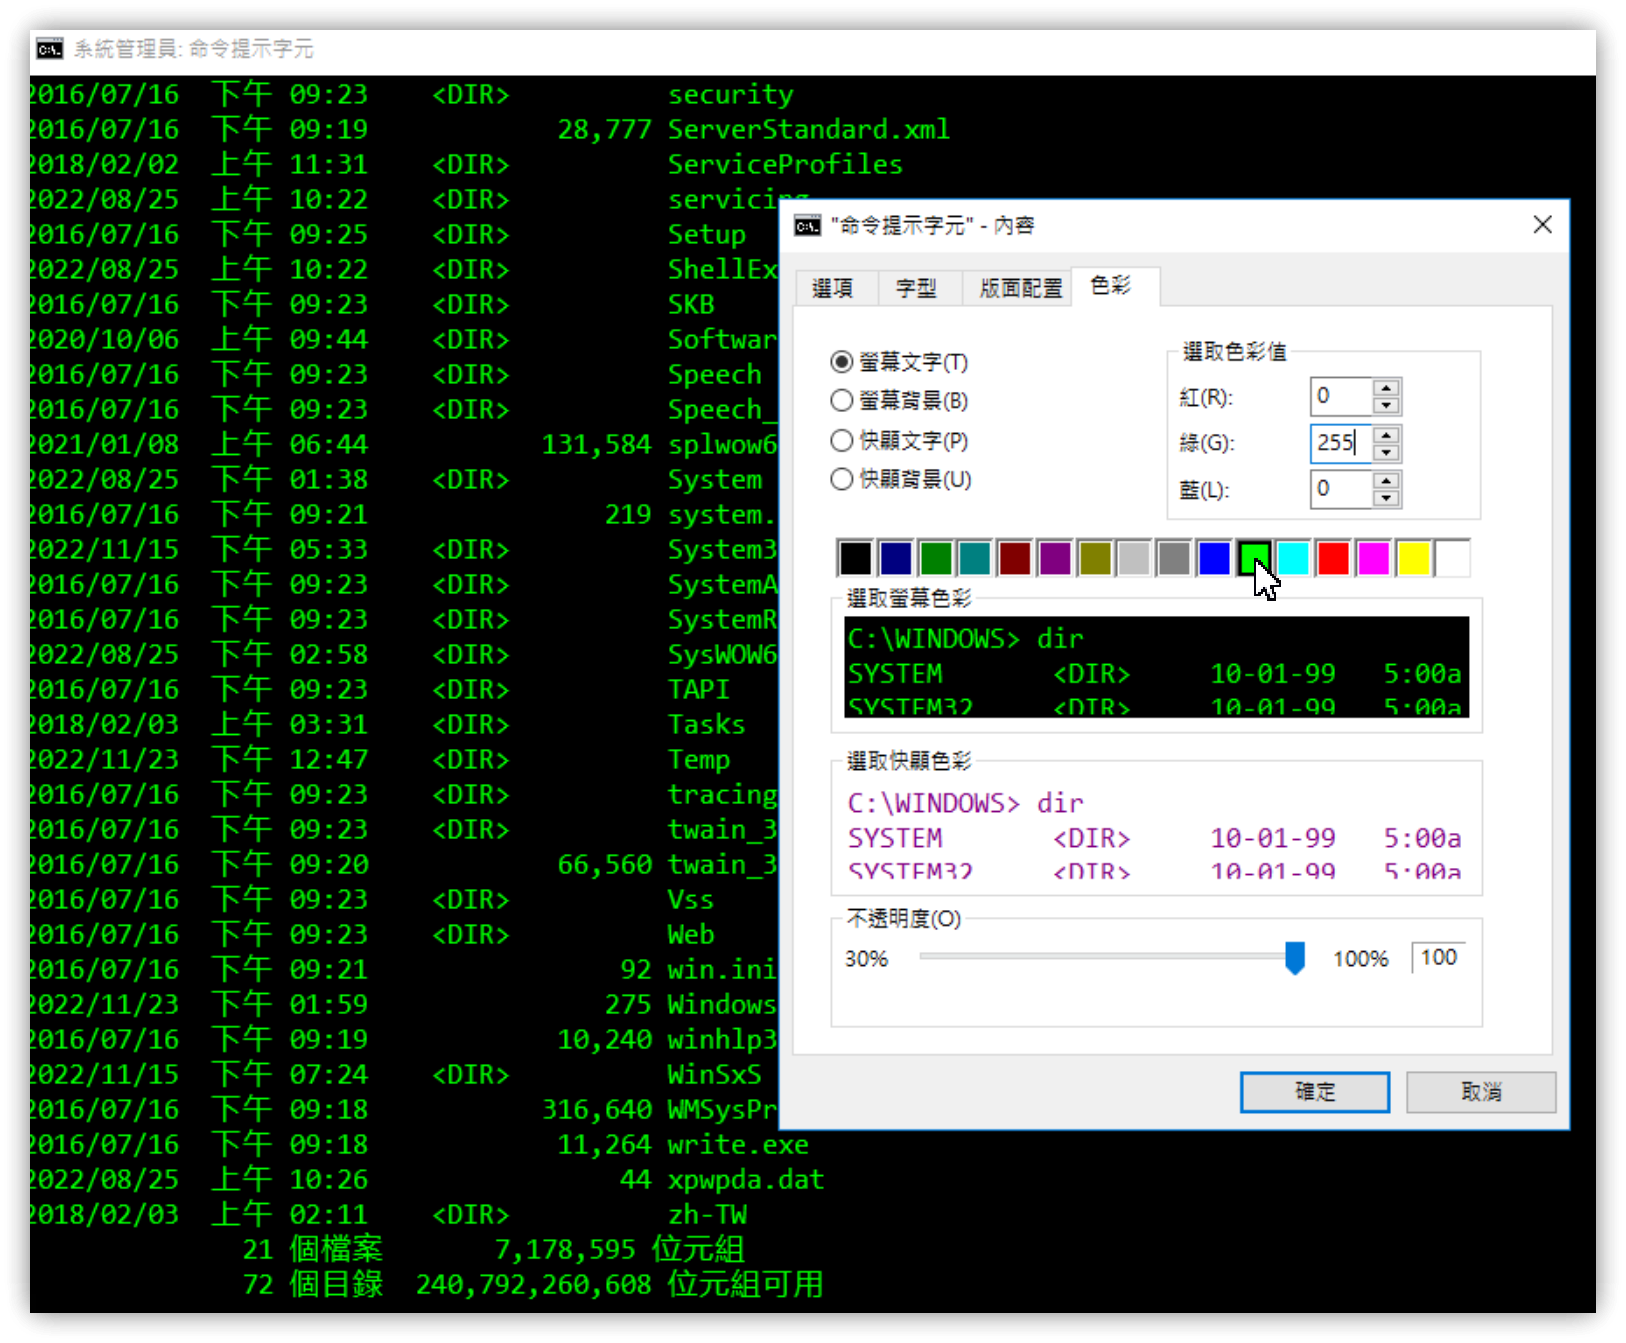 系統管理員: 命令提示字元
2016/07/16 下午 09:23 <DIR> security
2016/07/16 下午 09:19 28,777 ServerStandard.xml
2018/02/02 上午 11:31 <DIR> ServiceProfiles
2022/08/25 上午 10:22 <DIR> servicing
2016/07/16 下午 09:25 <DIR> Setup
2022/08/25 上午 10:22 <DIR> ShellEx
2016/07/16 下午 09:23 <DIR> SKB
2020/10/06 上午 09:44 <DIR> Softwar
2016/07/16 下午 09:23 <DIR> Speech
2016/07/16 下午 09:23 <DIR> Speech_
2021/01/08 上午 06:44 131,584 splwow6
2022/08/25 下午 01:38 <DIR> System
2016/07/16 下午 09:21 219 system.
2022/11/15 下午 05:33 <DIR> System3
2016/07/16 下午 09:23 <DIR> SystemA
2016/07/16 下午 09:23 <DIR> SystemR
2022/08/25 下午 02:58 <DIR> SysWOW6
2016/07/16 下午 09:23 <DIR> TAPI
2018/02/03 上午 03:31 <DIR> Tasks
2022/11/23 下午 12:47 <DIR> Temp
2016/07/16 下午 09:23 <DIR> tracing
2016/07/16 下午 09:23 <DIR> twain_3
2016/07/16 下午 09:20 66,560 twain_3
2016/07/16 下午 09:23 <DIR> Vss
2016/07/16 下午 09:23 <DIR> Web
2016/07/16 下午 09:21 92 win.ini
2022/11/23 下午 01:59 275 Windows
2016/07/16 下午 09:19 10,240 winhlp3
2022/11/15 下午 07:24 <DIR> WinSxS
2016/07/16 下午 09:18 316,640 WMSysPr
2016/07/16 下午 09:18 11,264 write.exe
2022/08/25 上午 10:26 44 xpwpda.dat
2018/02/03 上午 02:11 <DIR> zh-TW
21 個檔案 7,178,595 位元組
72 個目錄 240,792,260,608 位元組可用
"命令提示字元" - 內容
選項 字型 版面配置 色彩
螢幕文字(T)
螢幕背景(B)
快顯文字(P)
快顯背景(U)
選取色彩值
紅(R): 0
綠(G): 255
藍(L): 0
選取螢幕色彩
C:\WINDOWS> dir
SYSTEM <DIR> 10-01-99 5:00a
SYSTEM32 <DIR> 10-01-99 5:00a
選取快顯色彩
C:\WINDOWS> dir
SYSTEM <DIR> 10-01-99 5:00a
SYSTEM32 <DIR> 10-01-99 5:00a
不透明度(O)
30% 100% 100
確定 取消